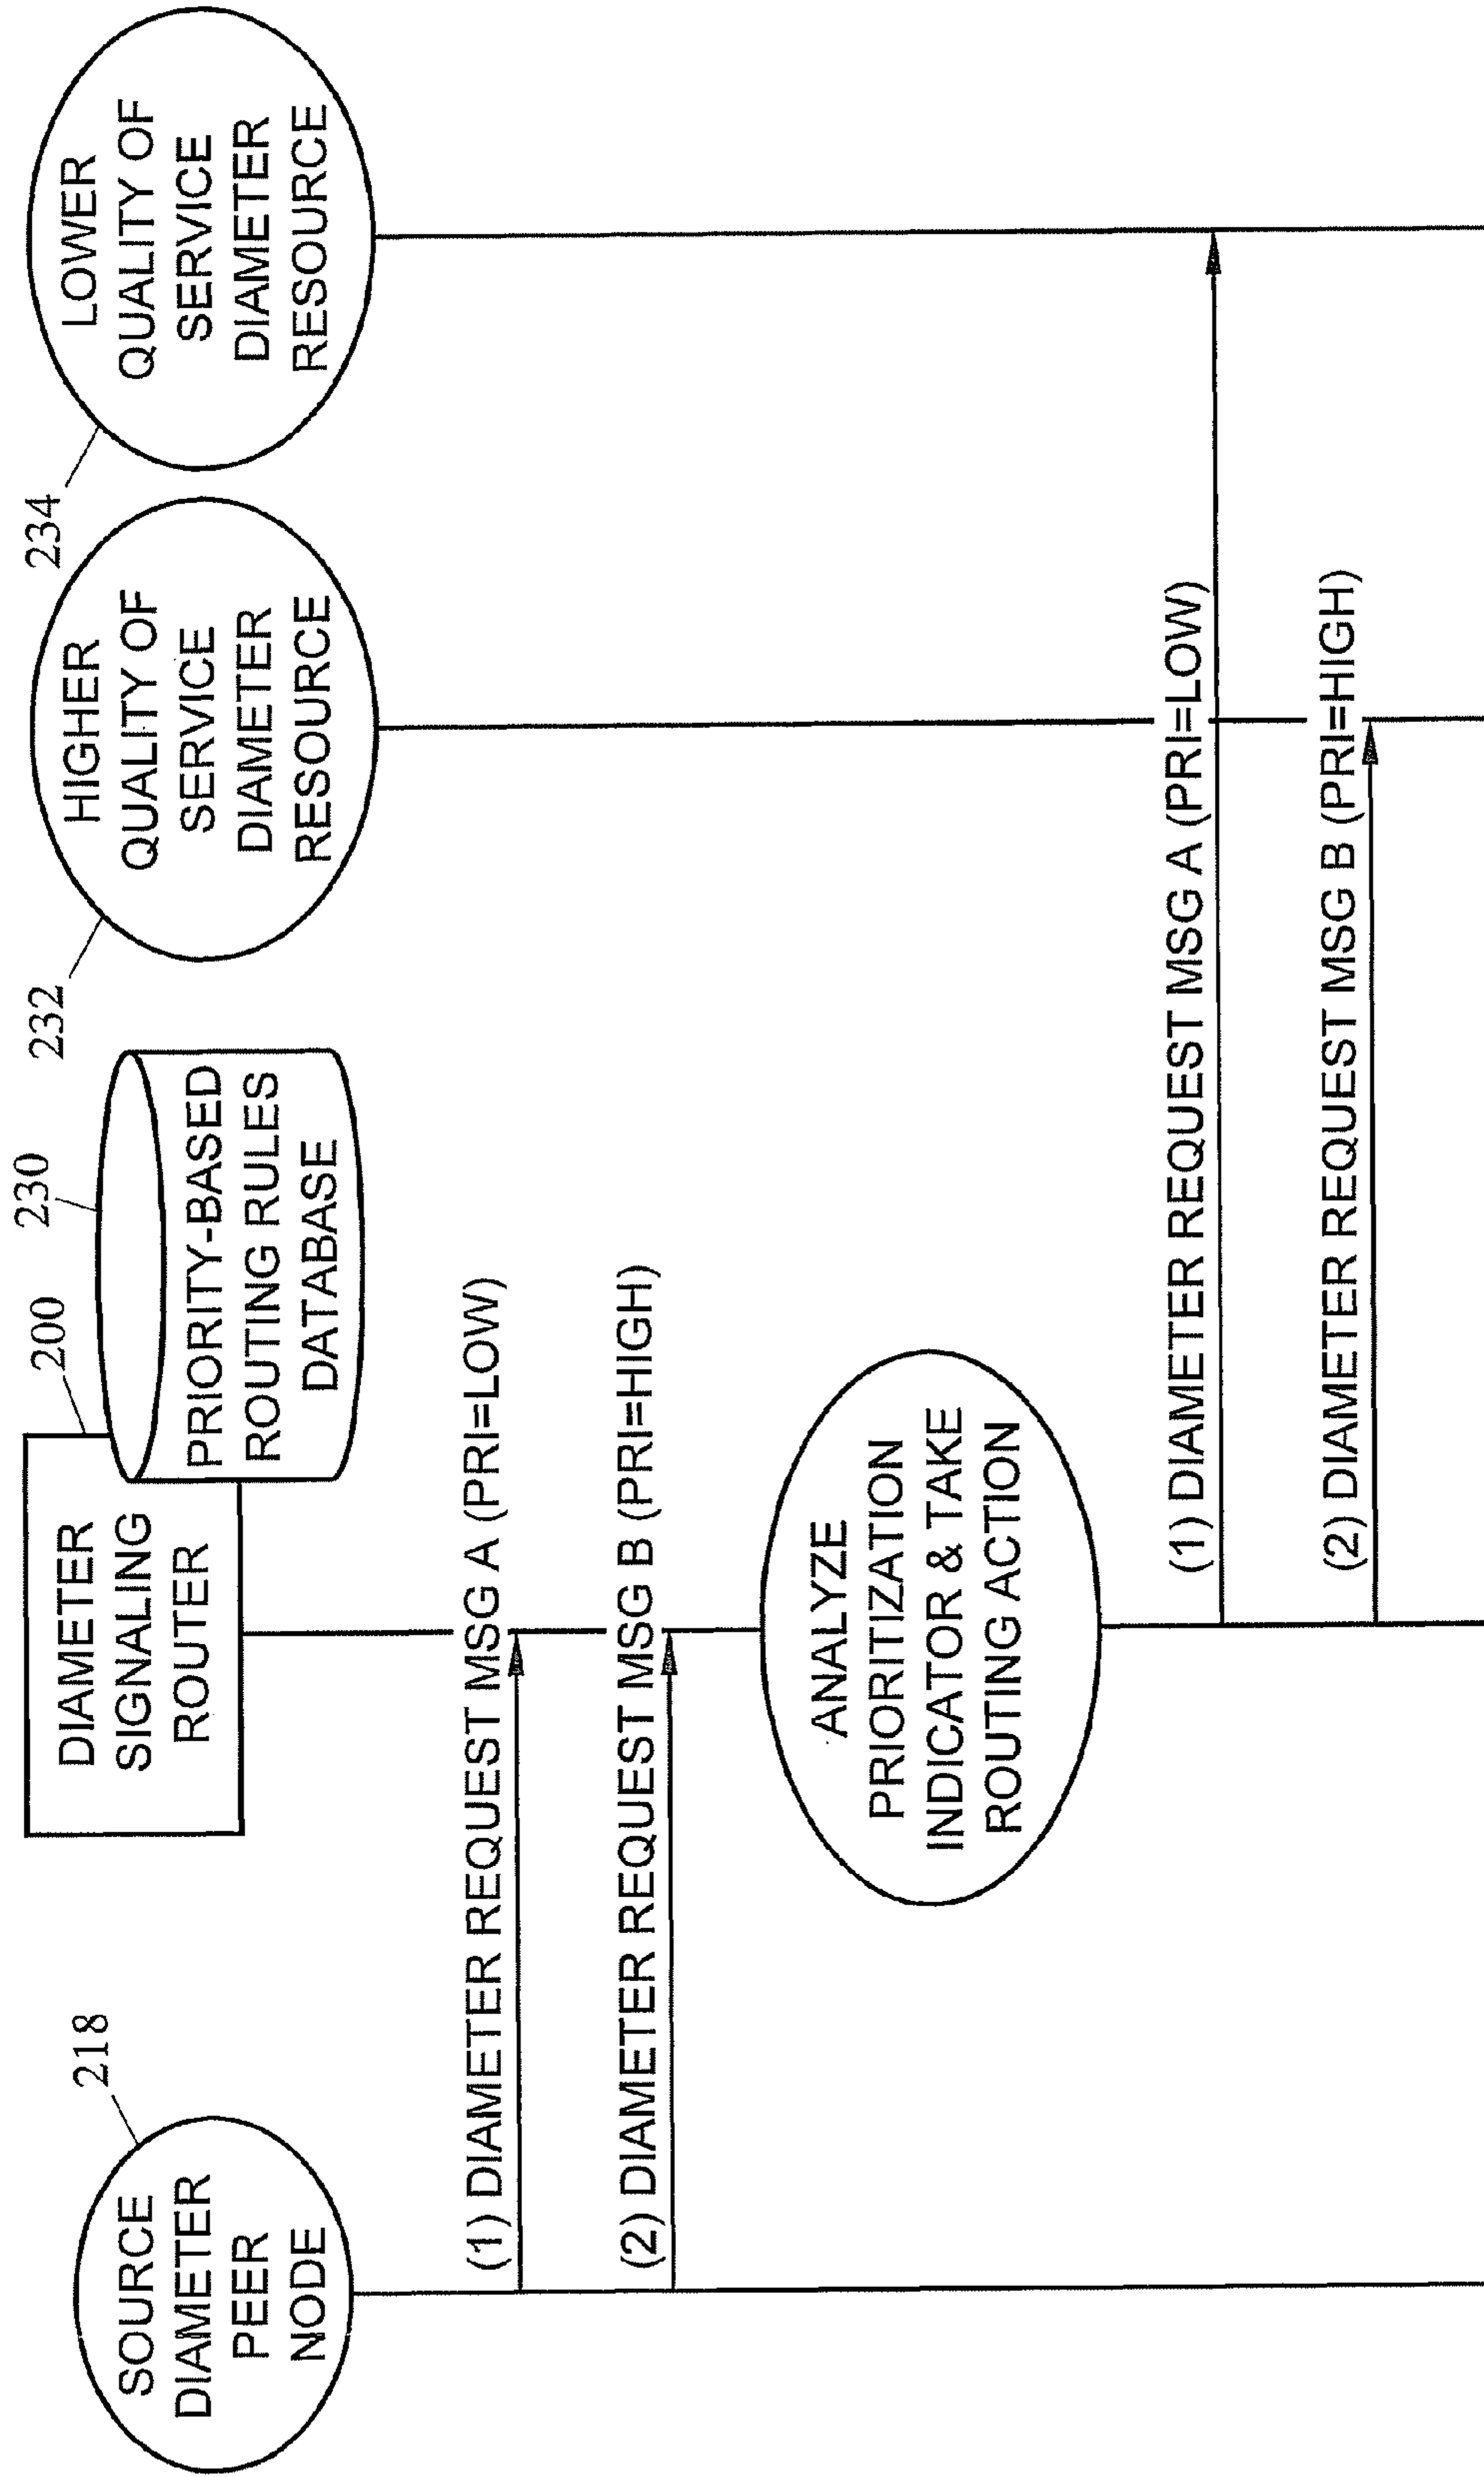 218
SOURCE
DIAMETER
PEER
NODE
200
DIAMETER
SIGNALING
ROUTER
230
PRIORITY-BASED
ROUTING RULES
DATABASE
232
HIGHER
QUALITY OF
SERVICE
DIAMETER
RESOURCE
234
LOWER
QUALITY OF
SERVICE
DIAMETER
RESOURCE
(1) DIAMETER REQUEST MSG A (PRI=LOW)
(2) DIAMETER REQUEST MSG B (PRI=HIGH)
ANALYZE
PRIORITIZATION
INDICATOR & TAKE
ROUTING ACTION
(1) DIAMETER REQUEST MSG A (PRI=LOW)
(2) DIAMETER REQUEST MSG B (PRI=HIGH)